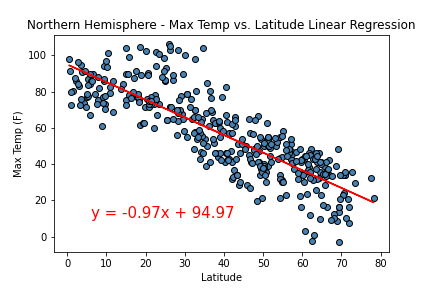 Northern Hemisphere - Max Temp vs. Latitude Linear Regression
100
80
60
40
20
0
Max Temp (F)
y = -0.97x + 94.97
0 10 20 30 40 50 60 70 80
Latitude